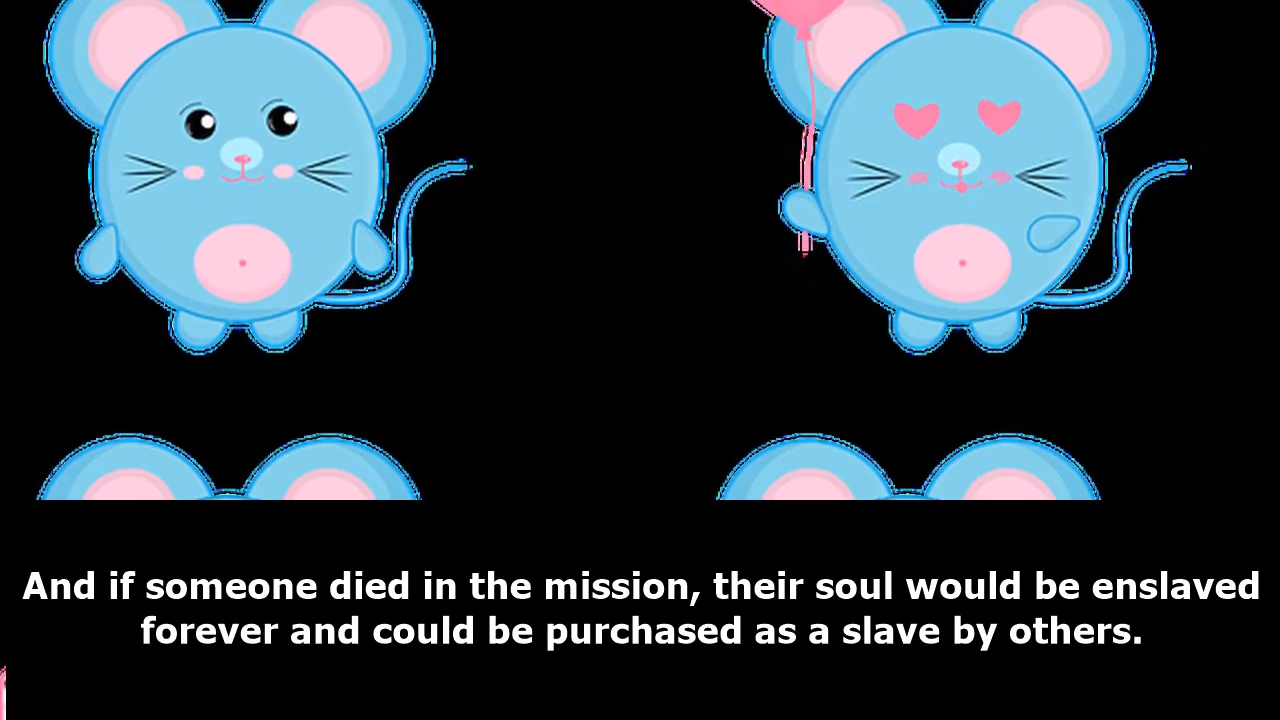 And if someone died in the mission, their soul would be enslaved
forever and could be purchased as a slave by others.